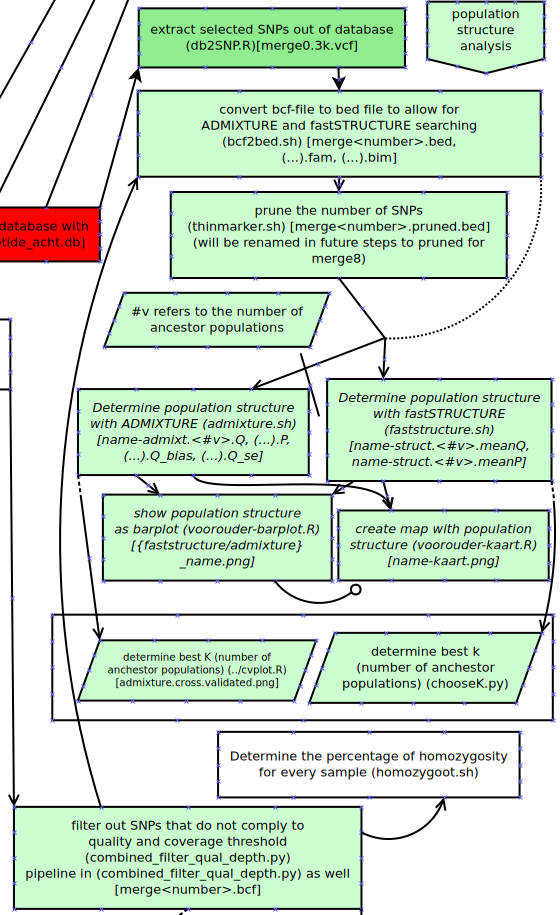 extract selected SNPs out of database
(db2SNP.R)[merge0.3k.vcf]
population
structure
analysis
convert bcf-file to bed file to allow for
ADMIXTURE and fastSTRUCTURE searching
(bcf2bed.sh) [merge<number>.bed,
(...).fam, (...).bim]
prune the number of SNPs
(thinmarker.sh) [merge<number>.pruned.bed]
(will be renamed in future steps to pruned for
merge8)
database with
tide_acht.db]
#v refers to the number of
ancestor populations
Determine population structure
with ADMIXTURE (admixture.sh)
[name-admixt.<#v>.Q, (...).P,
(...).Q_bias, (...).Q_se]
Determine population structure
with fastSTRUCTURE
(faststructure.sh)
[name-struct.<#v>.meanQ,
name-struct.<#v>.meanP]
show population structure
as barplot (voorouder-barplot.R)
[{faststructure/admixture}
_name.png]
create map with population
structure (voorouder-kaart.R)
[name-kaart.png]
determine best K (number of
anchestor populations) (../cvplot.R)
[admixture.cross.validated.png]
determine best k
(number of anchestor
populations) (chooseK.py)
Determine the percentage of homozygosity
for every sample (homozygoot.sh)
filter out SNPs that do not comply to
quality and coverage threshold
(combined_filter_qual_depth.py)
pipeline in (combined_filter_qual_depth.py) as well
[merge<number>.bcf]